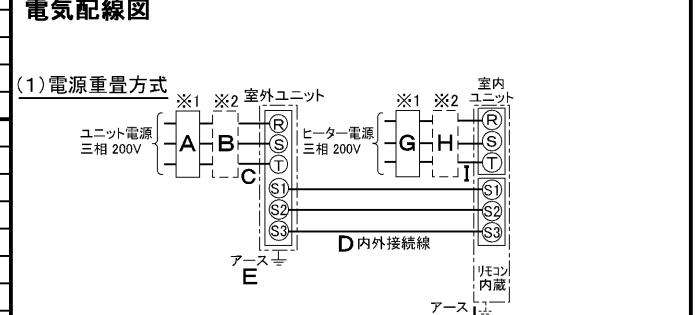 電気配線図
(1)電源重畳方式
※1 ※2 室外ユニット
※1 ※2 室内ユニット
ユニット電源
三相 200V
A B C
R
S
T
S1
S2
S3
アース
E
ヒーター電源
三相 200V
G H I
R
S
T
S1
S2
S3
D 内外接続線
リモコン
内蔵
アース